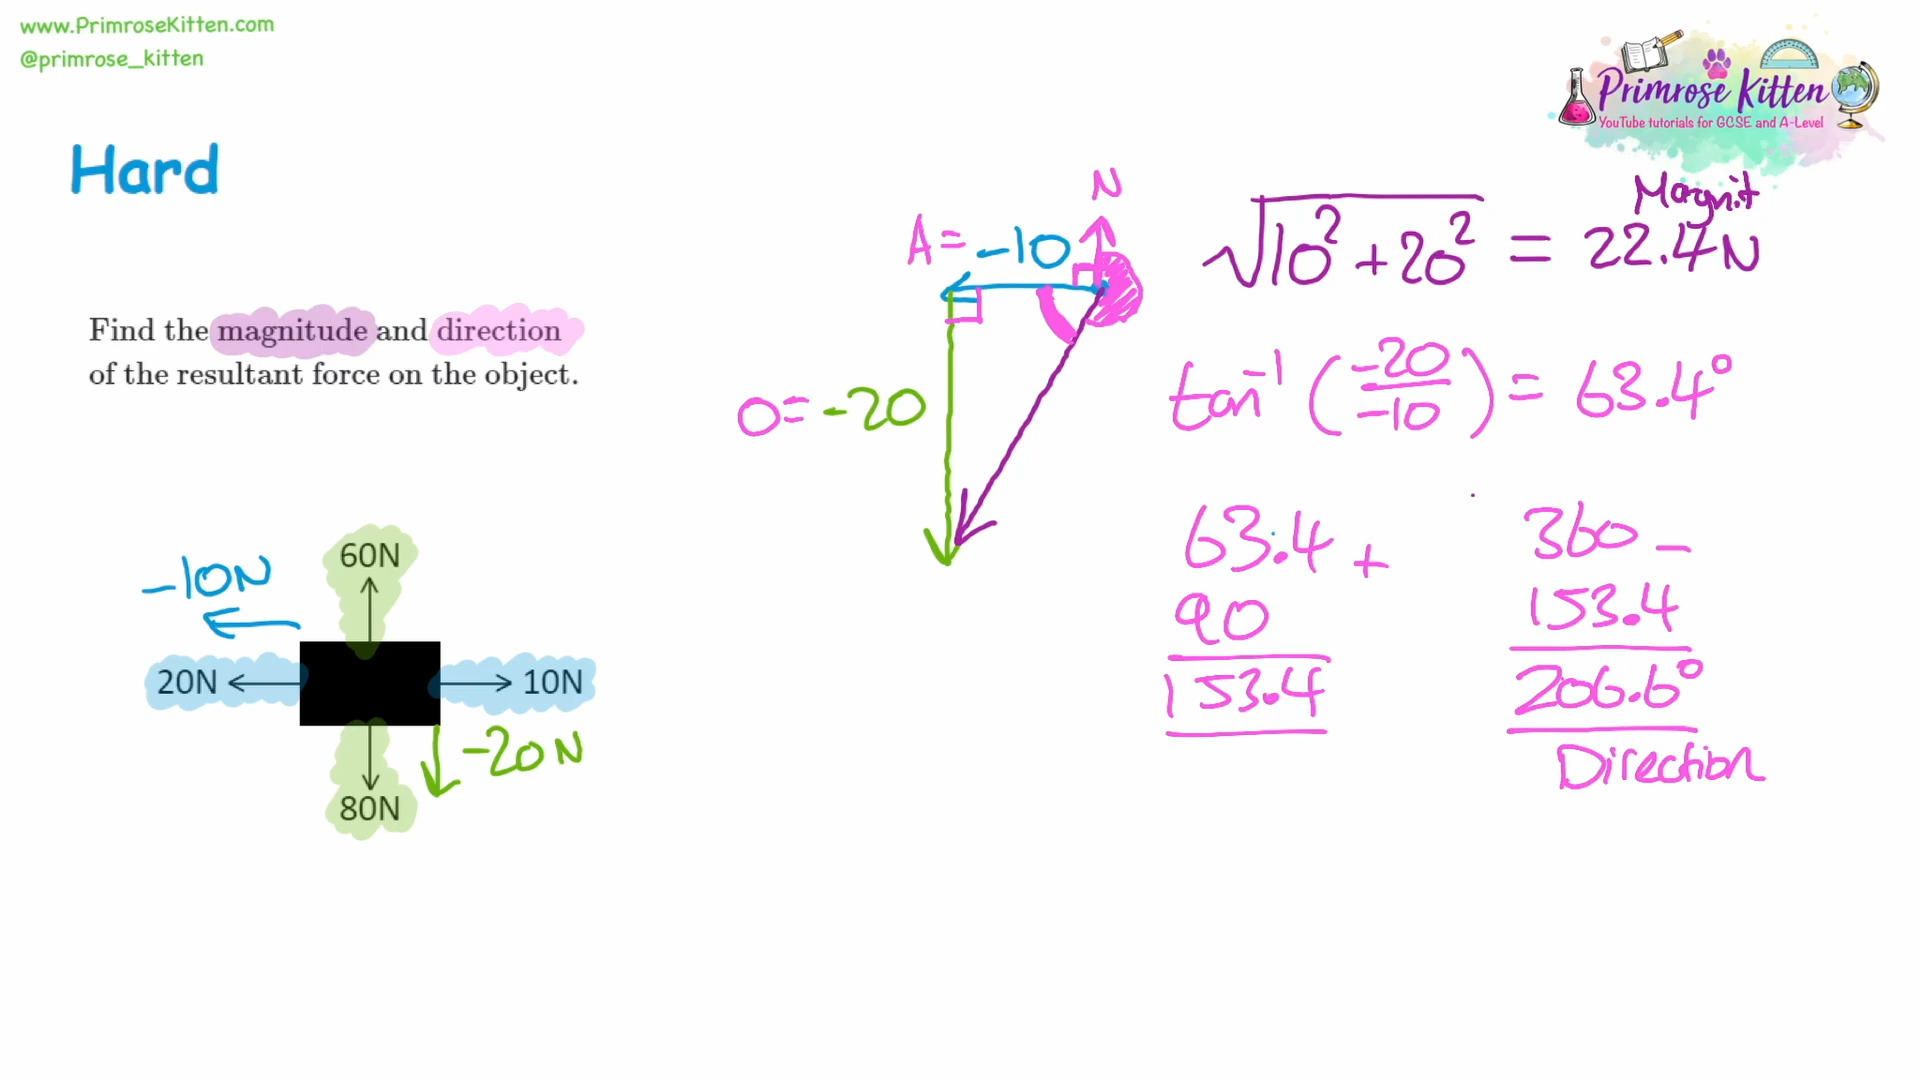 www.PrimroseKitten.com
@primrose_kitten
Primrose Kitten
YouTube tutorials for GCSE and A-Level
Hard
Find the magnitude and direction
of the resultant force on the object.
60N
-10N
20N
10N
-20N
80N
N
A= -10
O= -20
Magnit
√10² + 20² = 22.4N
tan⁻¹ (-20/-10) = 63.4°
63.4 +
90
153.4
360 -
153.4
206.6°
Direction